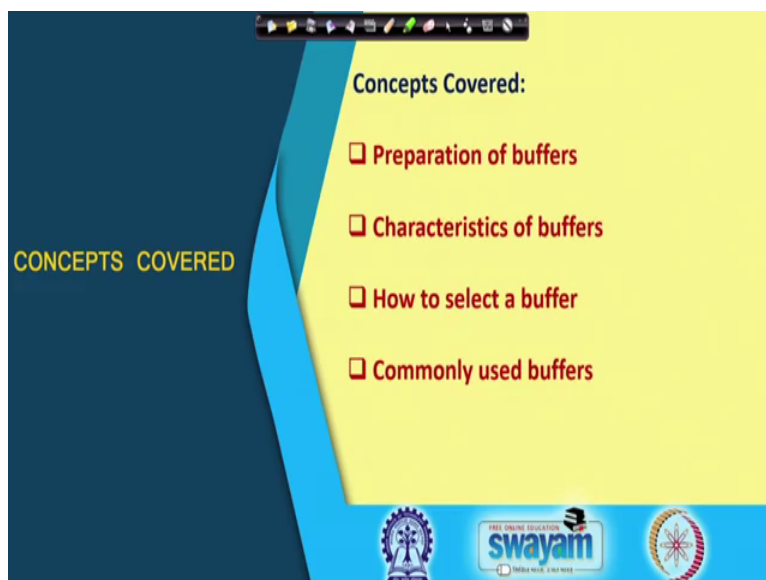 Concepts Covered:
Preparation of buffers
Characteristics of buffers
CONCEPTS COVERED
How to select a buffer
Commonly used buffers
FREE ONLINE EDUCATION
swayam